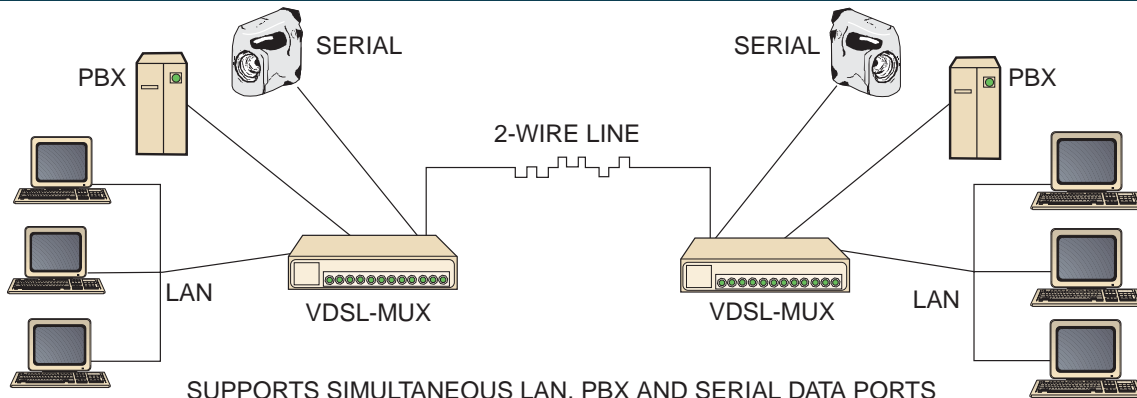 SERIAL
SERIAL
PBX
PBX
2-WIRE LINE
LAN
LAN
VDSL-MUX
VDSL-MUX
SUPPORTS SIMULTANEOUS LAN, PBX AND SERIAL DATA PORTS